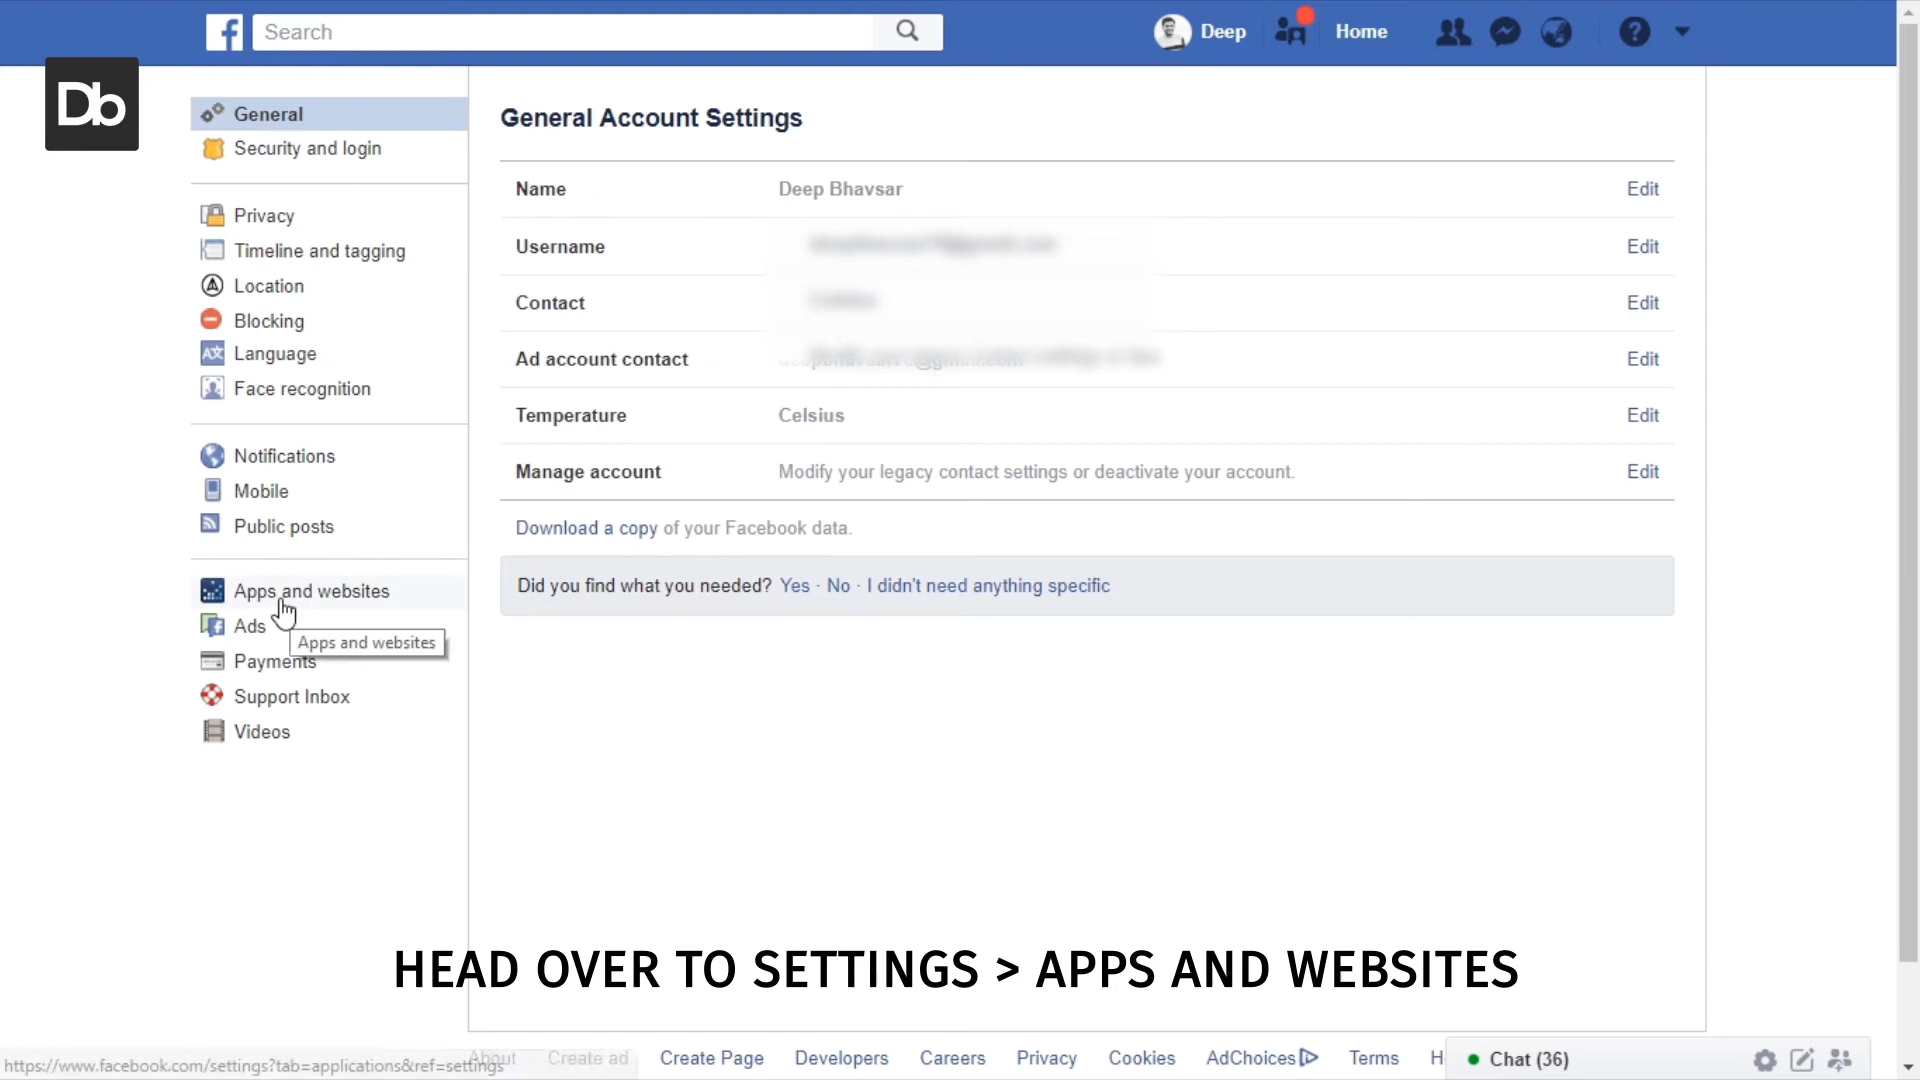 Search
Deep
Home
Db
General
Security and login
Privacy
Timeline and tagging
Location
Blocking
Language
Face recognition
Notifications
Mobile
Public posts
Apps and websites
Ads
Apps and websites
Payments
Support Inbox
Videos
General Account Settings
Name Deep Bhavsar Edit
Username Edit
Contact Edit
Ad account contact Edit
Temperature Celsius Edit
Manage account Modify your legacy contact settings or deactivate your account. Edit
Download a copy of your Facebook data.
Did you find what you needed? Yes · No · I didn't need anything specific
HEAD OVER TO SETTINGS > APPS AND WEBSITES
About Create ad Create Page Developers Careers Privacy Cookies AdChoices Terms H
Chat (36)
https://www.facebook.com/settings?tab=applications&ref=settings